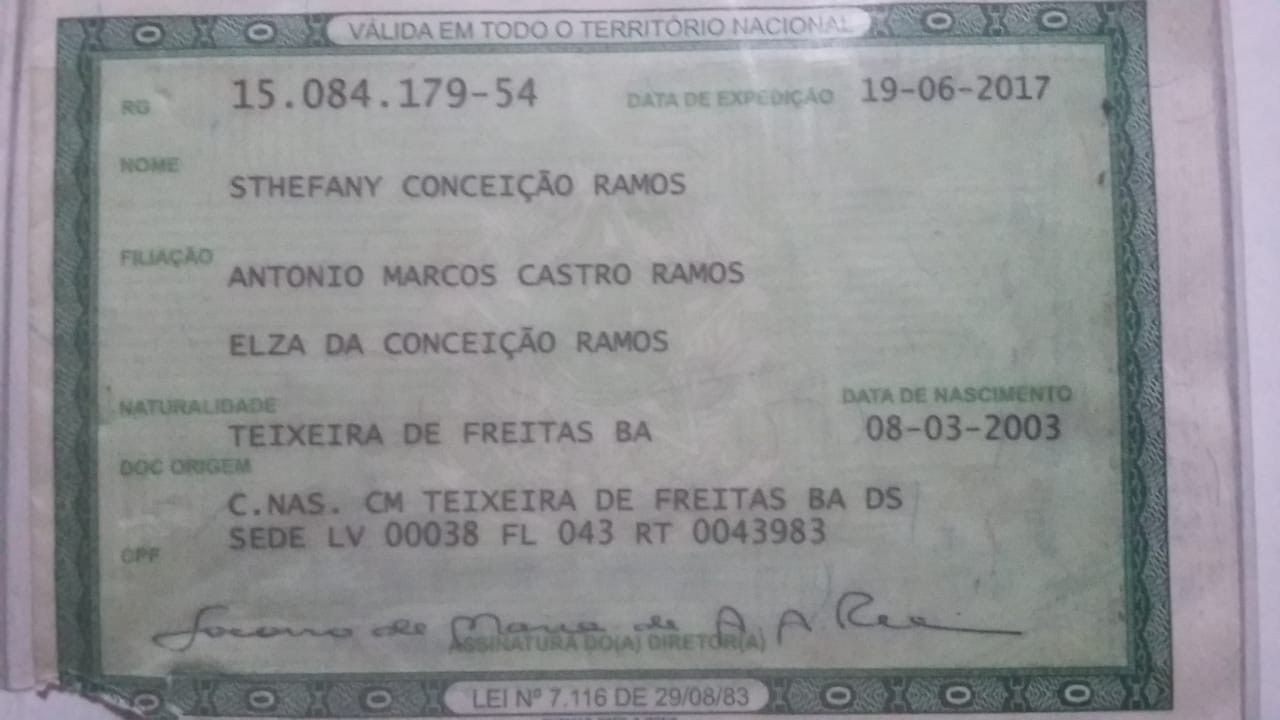 VÁLIDA EM TODO O TERRITÓRIO NACIONAL
RG 15.084.179-54 DATA DE EXPEDIÇÃO 19-06-2017
NOME
STHEFANY CONCEIÇÃO RAMOS
FILIAÇÃO
ANTONIO MARCOS CASTRO RAMOS
ELZA DA CONCEIÇÃO RAMOS
NATURALIDADE DATA DE NASCIMENTO
TEIXEIRA DE FREITAS BA 08-03-2003
DOC ORIGEM
C.NAS. CM TEIXEIRA DE FREITAS BA DS
SEDE LV 00038 FL 043 RT 0043983
CPF
de Maria de A. A
ASSINATURA DO(A) DIRETOR(A)
LEI Nº 7.116 DE 29/08/83